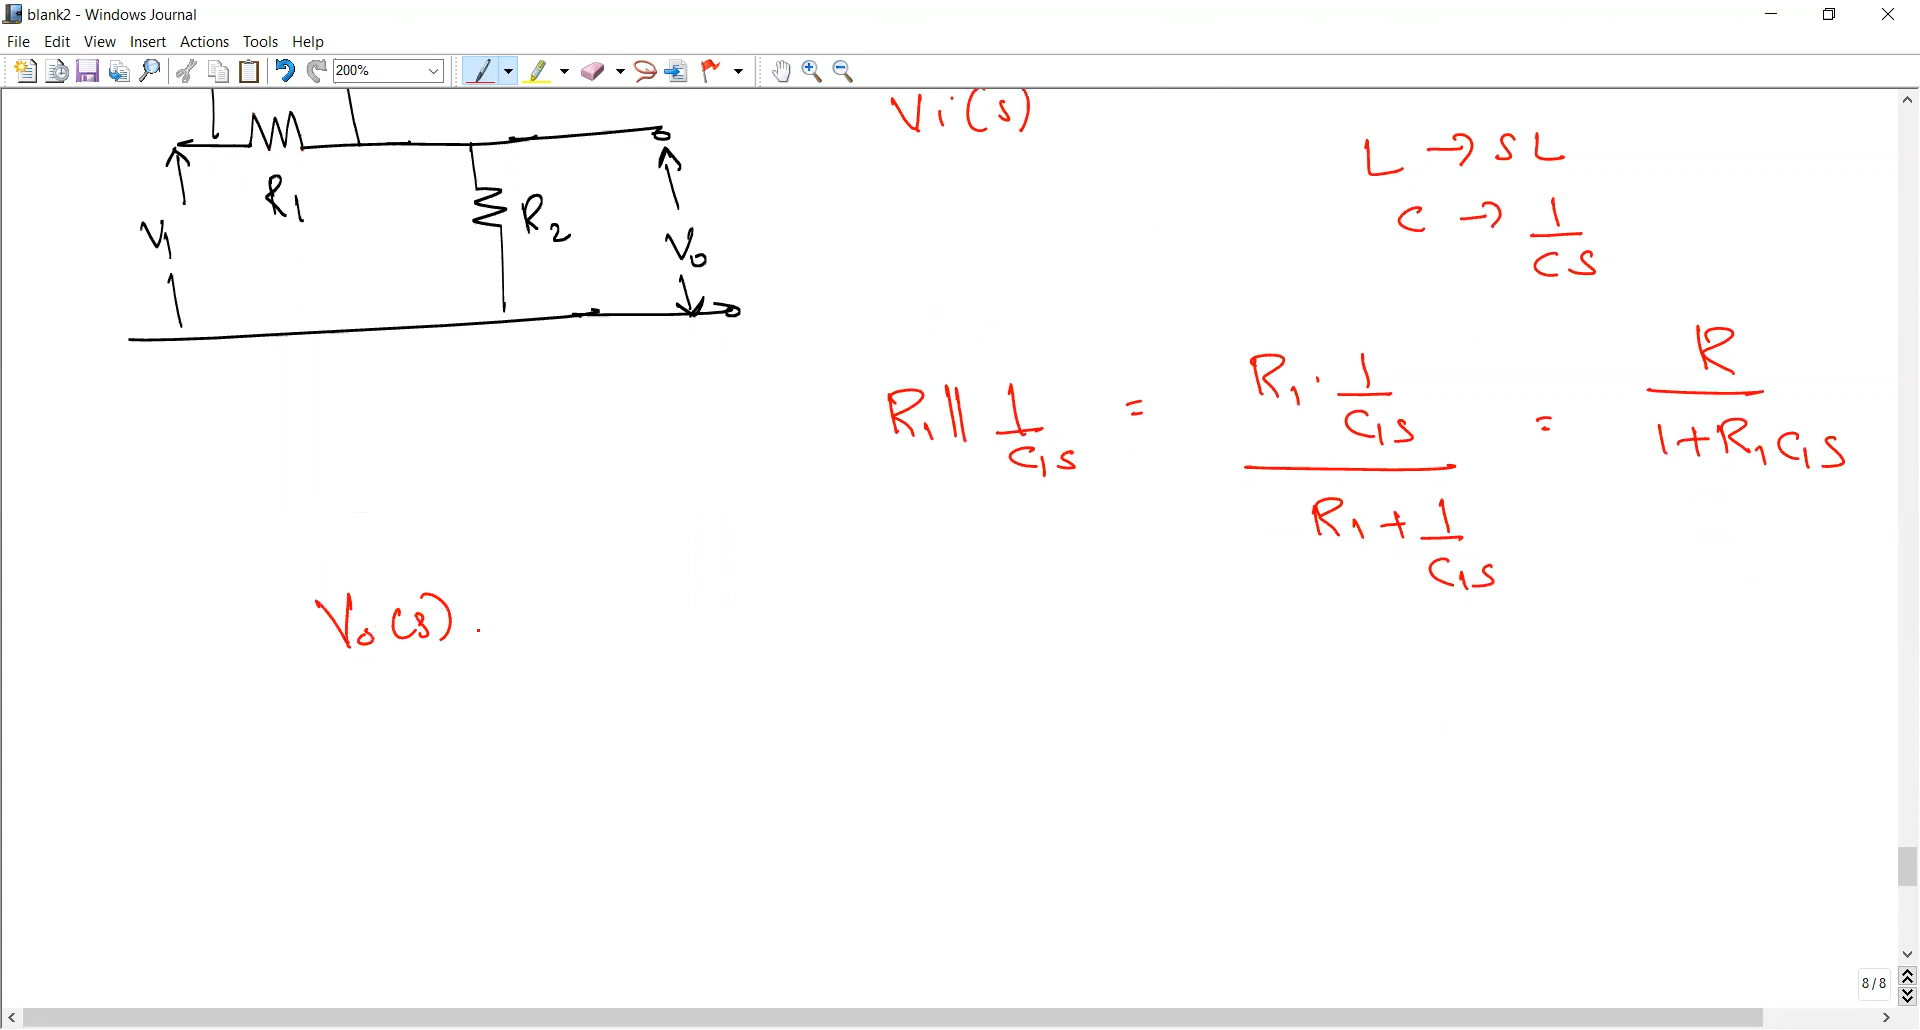 blank2 - Windows Journal
File Edit View Insert Actions Tools Help
200%
Vi(s)
L → SL
C → 1/CS
R1
R2
V1
Vo
R1 || 1/C1S = (R1 · 1/C1S)/(R1 + 1/C1S) = R/(1+R1C1S)
Vo(s).
8 / 8